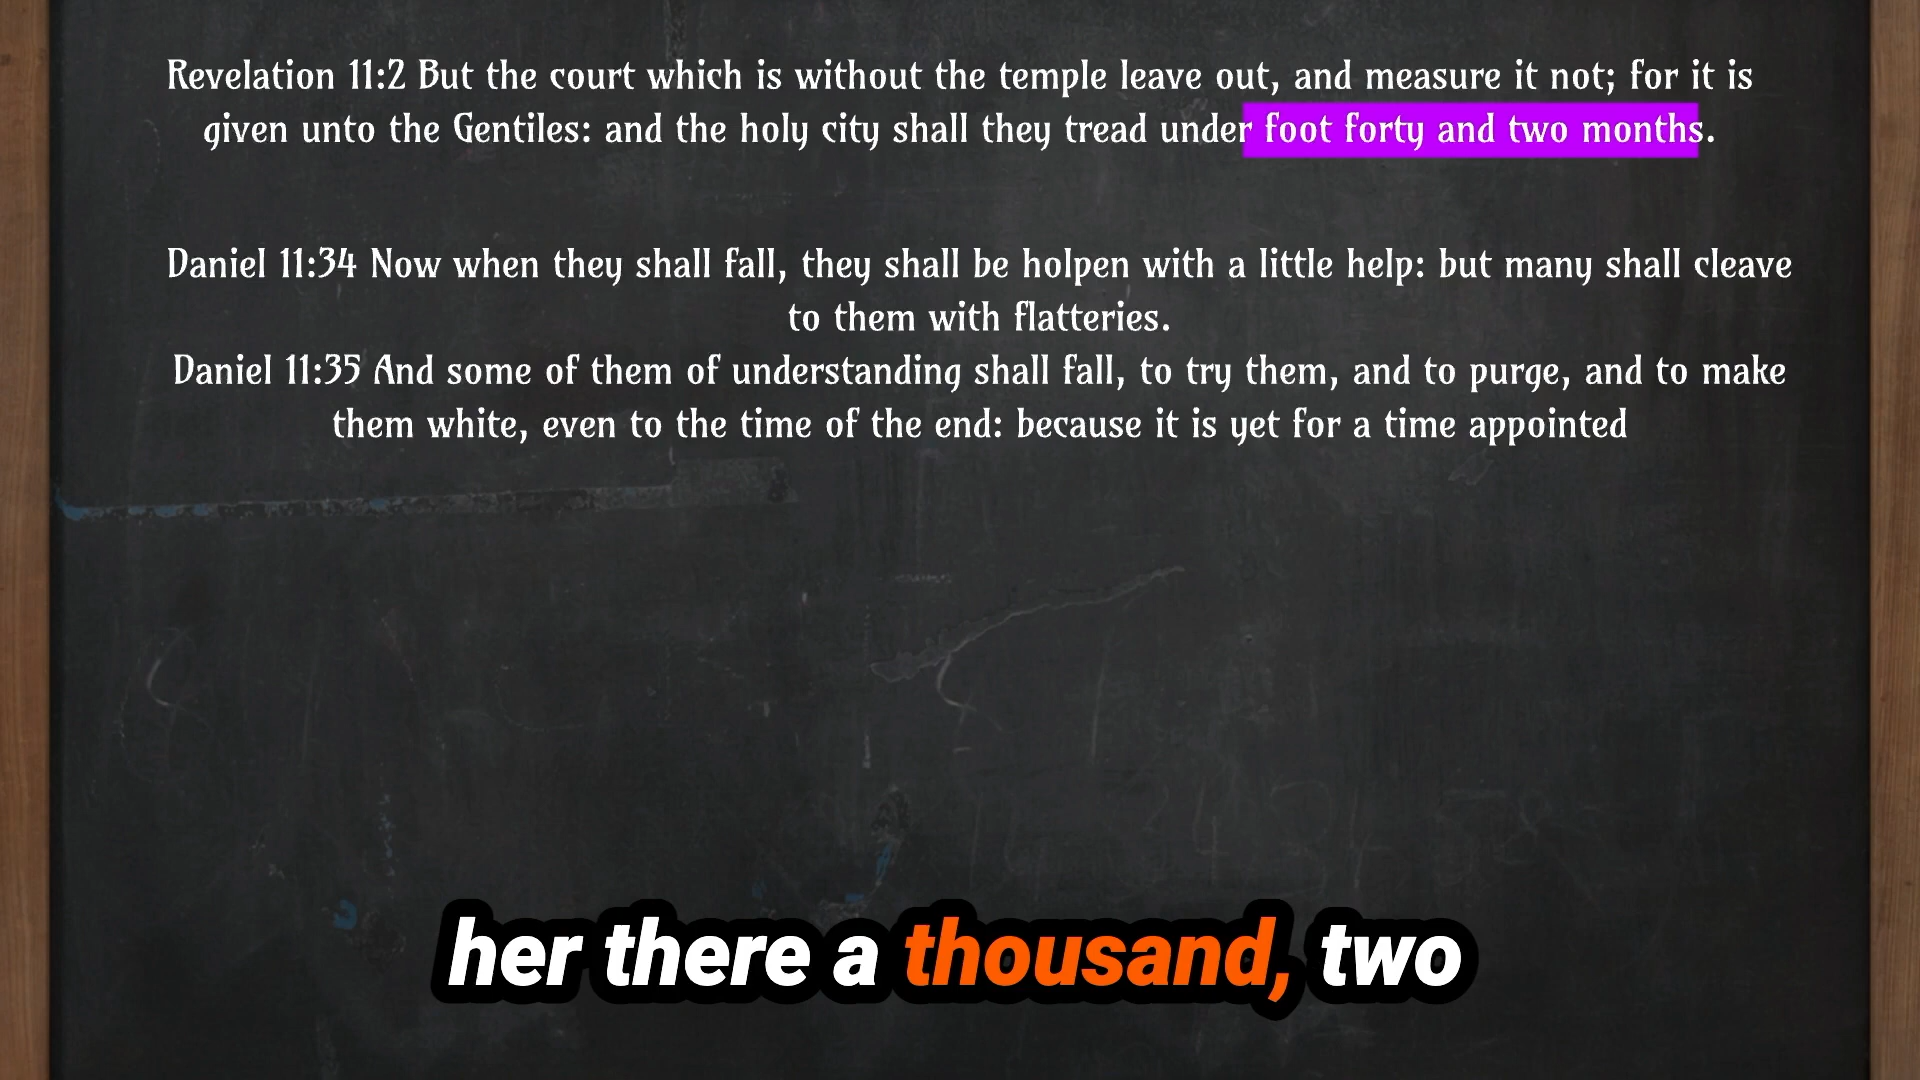 Revelation 11:2 But the court which is without the temple leave out, and measure it not; for it is
given unto the Gentiles: and the holy city shall they tread under foot forty and two months.
Daniel 11:34 Now when they shall fall, they shall be holpen with a little help: but many shall cleave
to them with flatteries.
Daniel 11:35 And some of them of understanding shall fall, to try them, and to purge, and to make
them white, even to the time of the end: because it is yet for a time appointed
her there a thousand, two